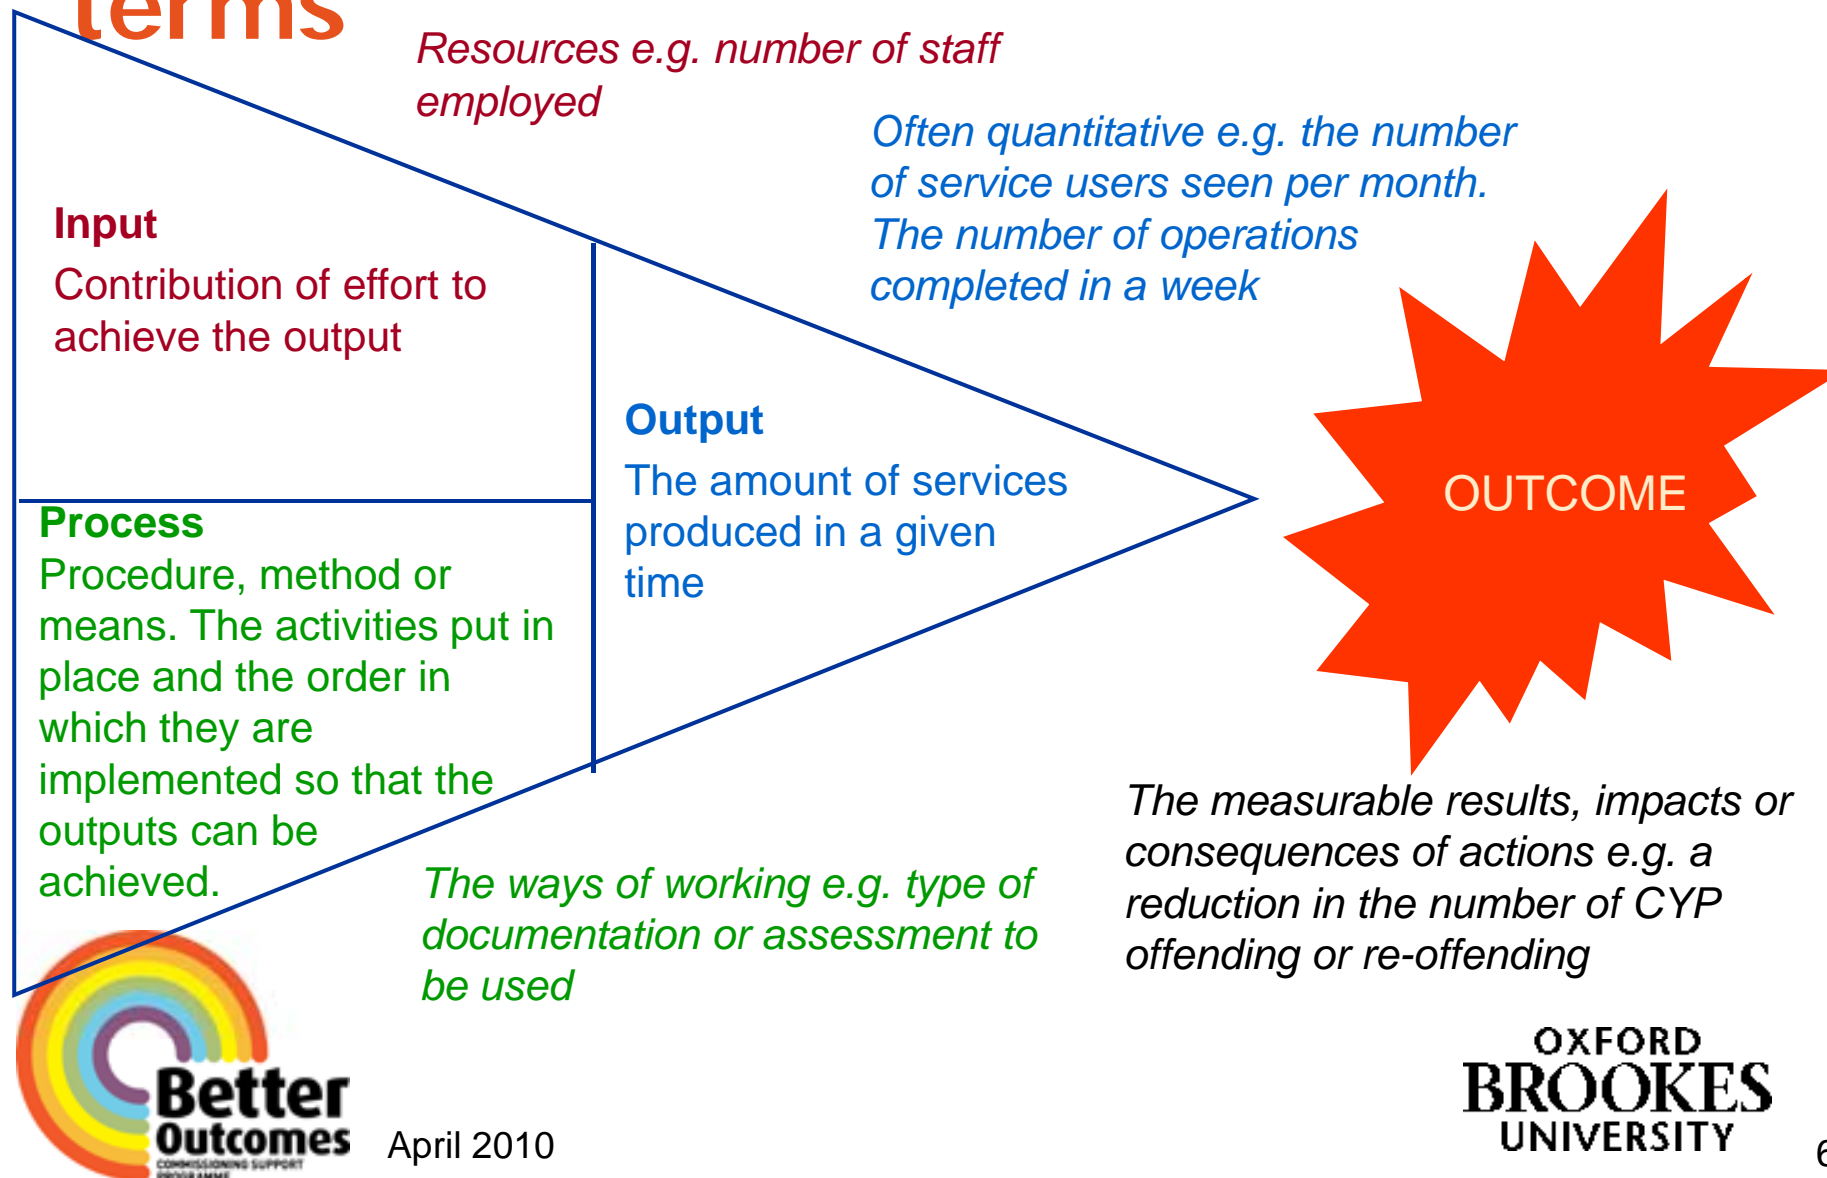 terms
Resources e.g. number of staff
employed
Often quantitative e.g. the number
of service users seen per month.
The number of operations
completed in a week
Input
Contribution of effort to
achieve the output
Output
The amount of services
produced in a given
time
OUTCOME
Process
Procedure, method or
means. The activities put in
place and the order in
which they are
implemented so that the
outputs can be
achieved.
The ways of working e.g. type of
documentation or assessment to
be used
The measurable results, impacts or
consequences of actions e.g. a
reduction in the number of CYP
offending or re-offending
Better
Outcomes
COMMISSIONING SUPPORT
PROGRAMME
April 2010
OXFORD
BROOKES
UNIVERSITY
6